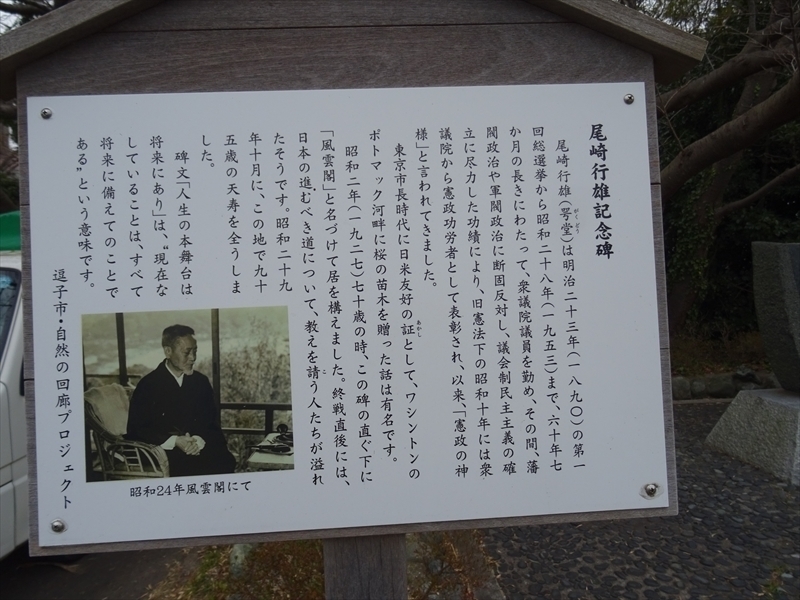 尾崎行雄記念碑
尾崎行雄(咢堂)は明治二十三年(一八九〇)の第一
がくどう
回総選挙から昭和二十八年(一九五三)まで、六十年七
か月の長きにわたって、衆議院議員を勤め、その間、藩
閥政治や軍閥政治に断固反対し、議会制民主主義の確
立に尽力した功績により、旧憲法下の昭和十年には衆
議院から憲政功労者として表彰され、以来、「憲政の神
様」と言われてきました。
東京市長時代に日米友好の証として、ワシントンの
あかし
ポトマック河畔に桜の苗木を贈った話は有名です。
昭和二年(一九二七)七十歳の時、この碑の直ぐ下に
「風雲閣」と名づけて居を構えました。終戦直後には、
日本の進むべき道について、教えを請う人たちが溢れ
こ
たそうです。昭和二十九
年十月に、この地で九十
五歳の天寿を全うしま
した。
碑文「人生の本舞台は
将来にあり」は、“現在な
していることは、すべて
将来に備えてのことで
ある”という意味です。
逗子市・自然の回廊プロジェクト
昭和24年風雲閣にて